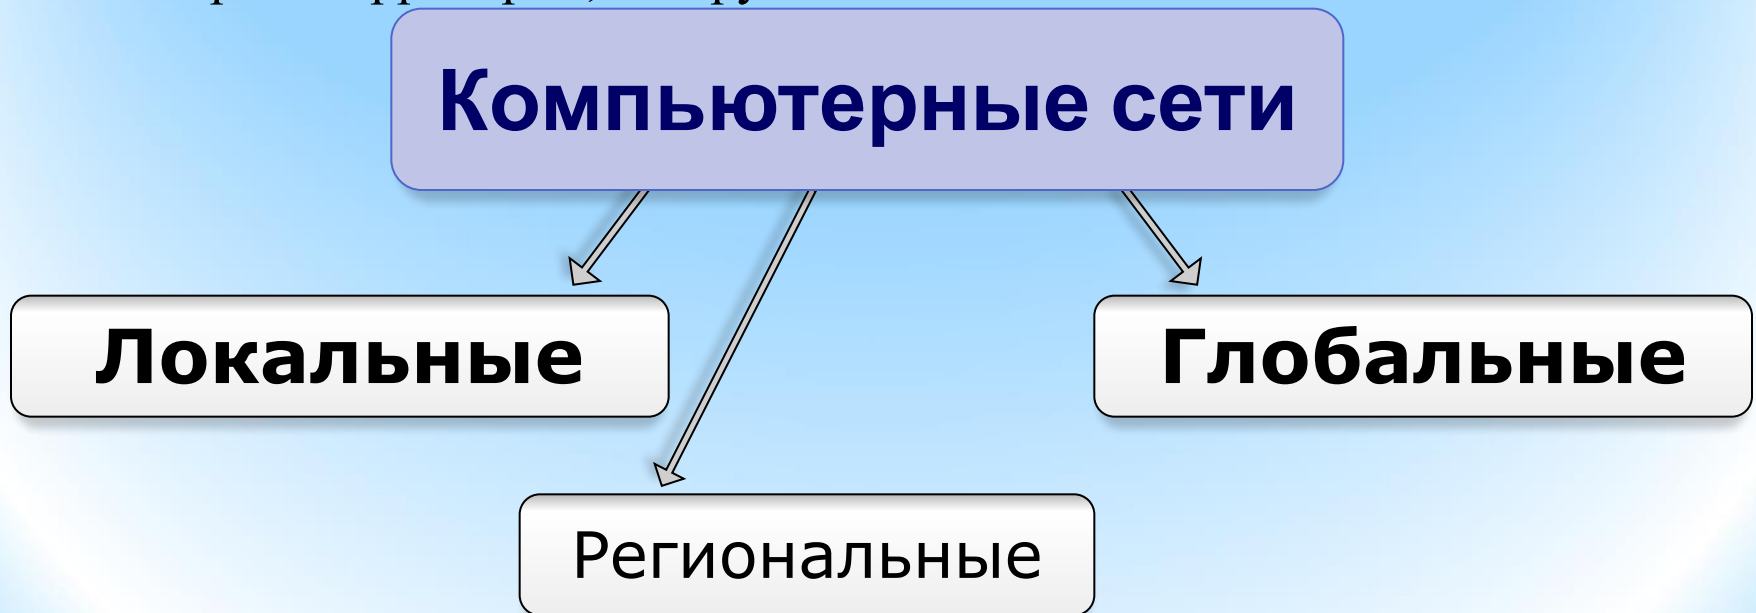 Компьютерные сети
Локальные
Глобальные
Региональные